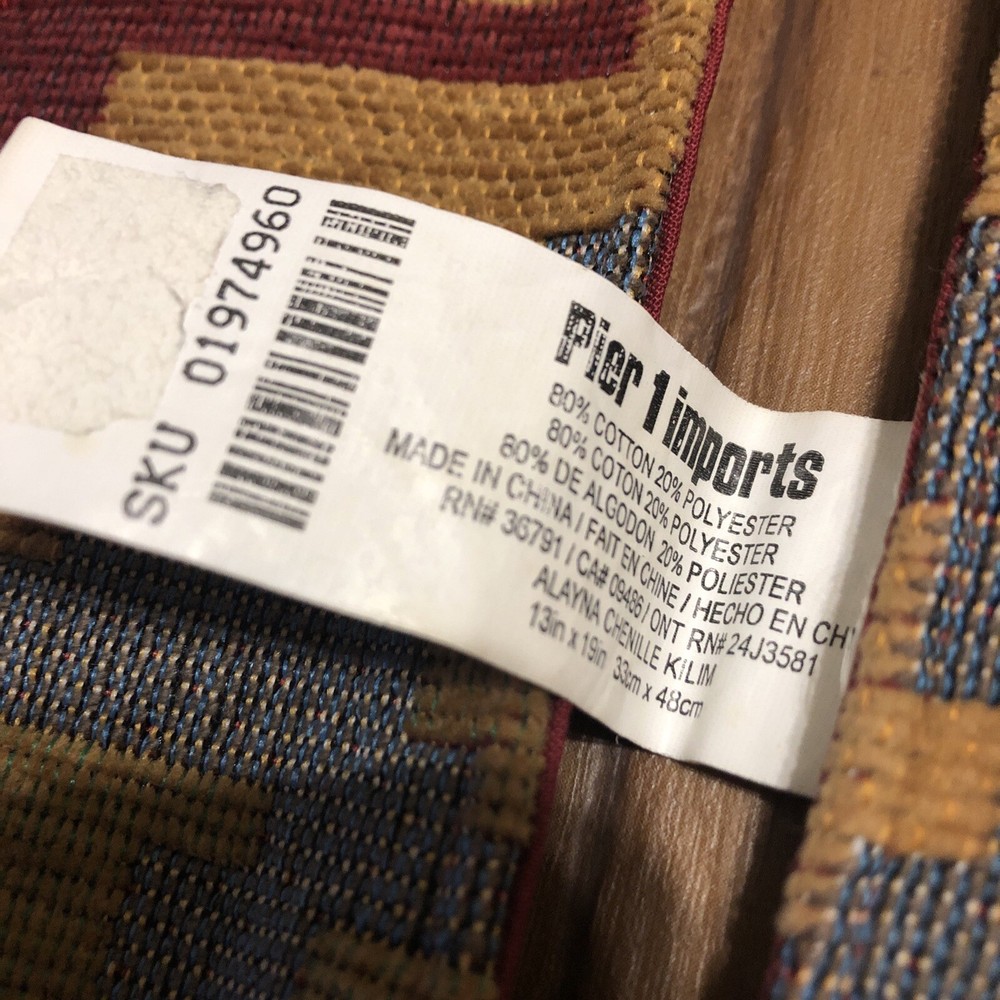 SKU 01974960
Pier 1 imports
80% COTTON 20% POLYESTER
80% COTON 20% POLYESTER
80% DE ALGODON 20% POLIESTER
MADE IN CHINA / FAIT EN CHINE / HECHO EN CH
RN# 36791 / CA# 09486 / ONT RN# 24J3581
ALAYNA CHENILLE KILIM
13in x 19in 33cm x 48cm